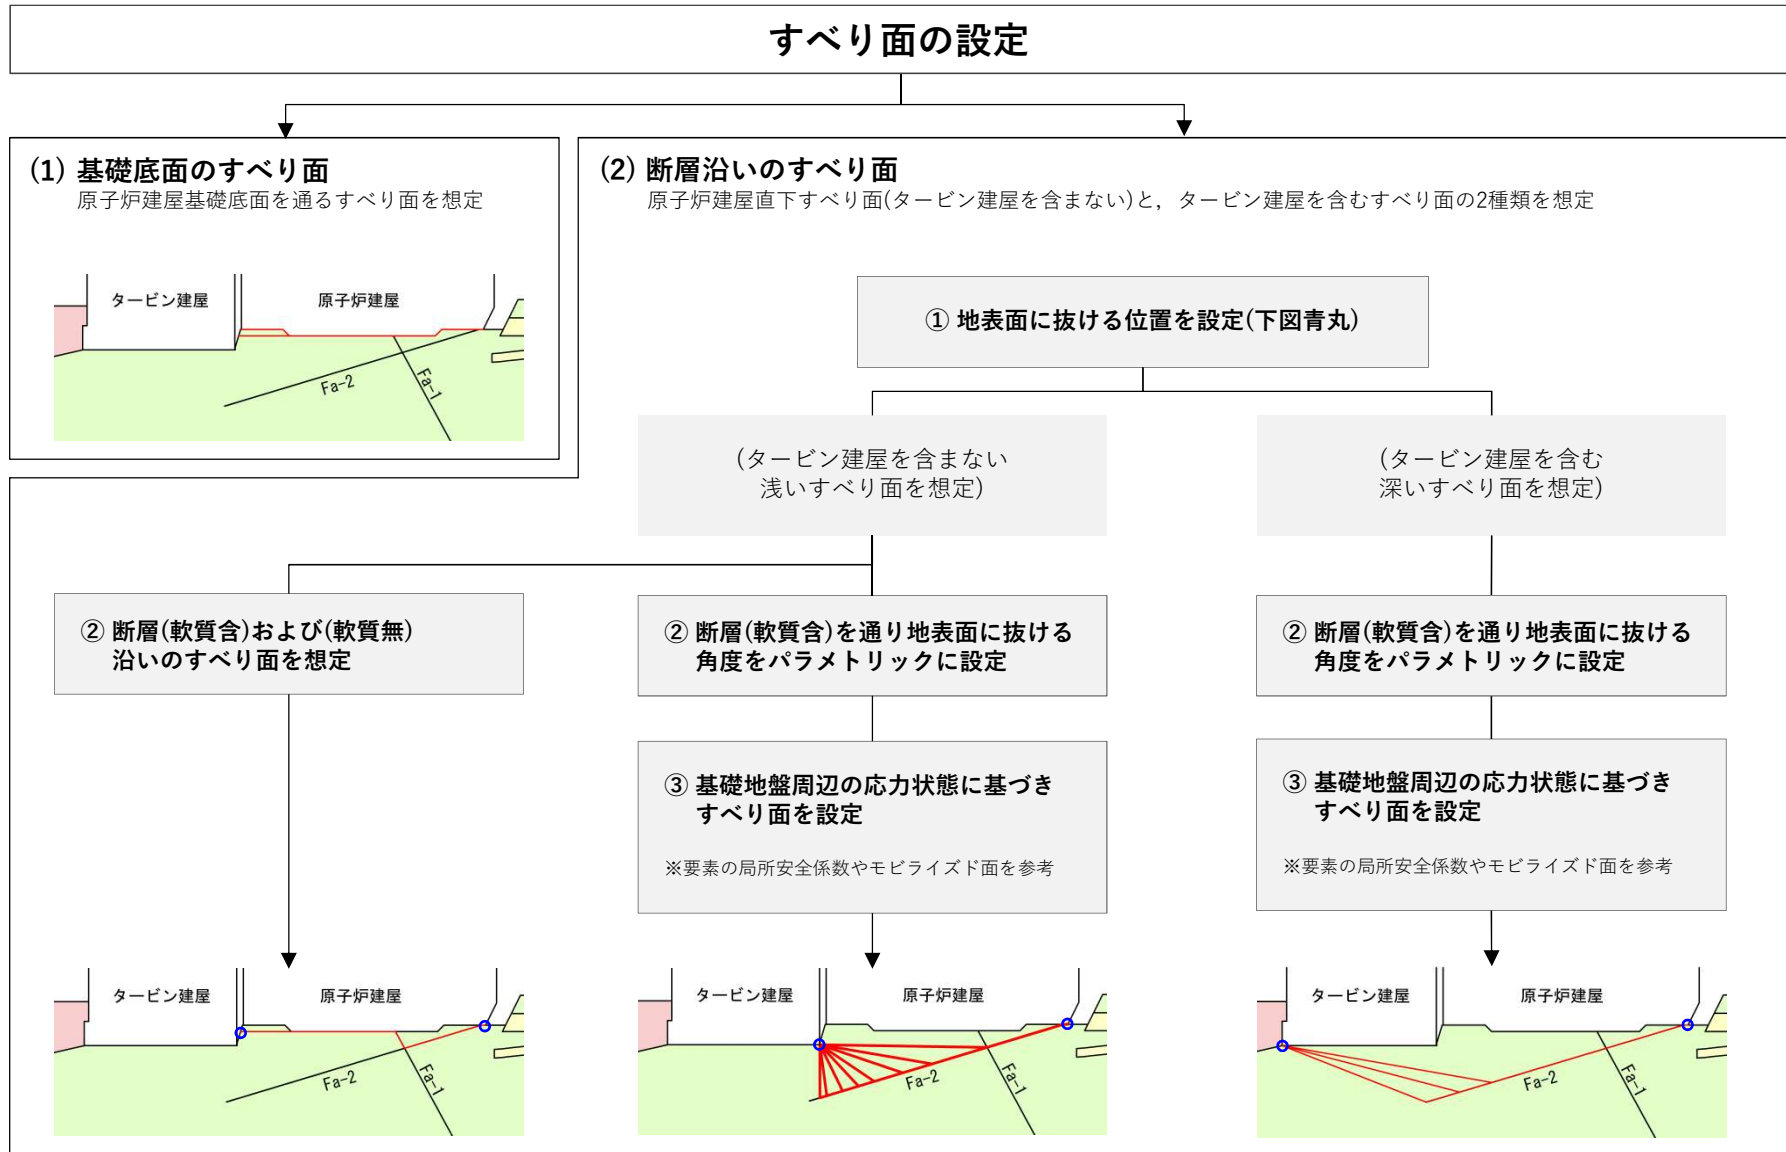 すべり面の設定
(1) 基礎底面のすべり面
原子炉建屋基礎底面を通るすべり面を想定
タービン建屋
原子炉建屋
Fa-2
Fa-1
(2) 断層沿いのすべり面
原子炉建屋直下すべり面(タービン建屋を含まない)と，タービン建屋を含むすべり面の2種類を想定
① 地表面に抜ける位置を設定(下図青丸)
(タービン建屋を含まない
浅いすべり面を想定)
(タービン建屋を含む
深いすべり面を想定)
② 断層(軟質含)および(軟質無)
沿いのすべり面を想定
② 断層(軟質含)を通り地表面に抜ける
角度をパラメトリックに設定
② 断層(軟質含)を通り地表面に抜ける
角度をパラメトリックに設定
③ 基礎地盤周辺の応力状態に基づき
すべり面を設定
※要素の局所安全係数やモビライズド面を参考
③ 基礎地盤周辺の応力状態に基づき
すべり面を設定
※要素の局所安全係数やモビライズド面を参考
タービン建屋
原子炉建屋
Fa-2
Fa-1
タービン建屋
原子炉建屋
Fa-2
Fa-1
タービン建屋
原子炉建屋
Fa-2
Fa-1